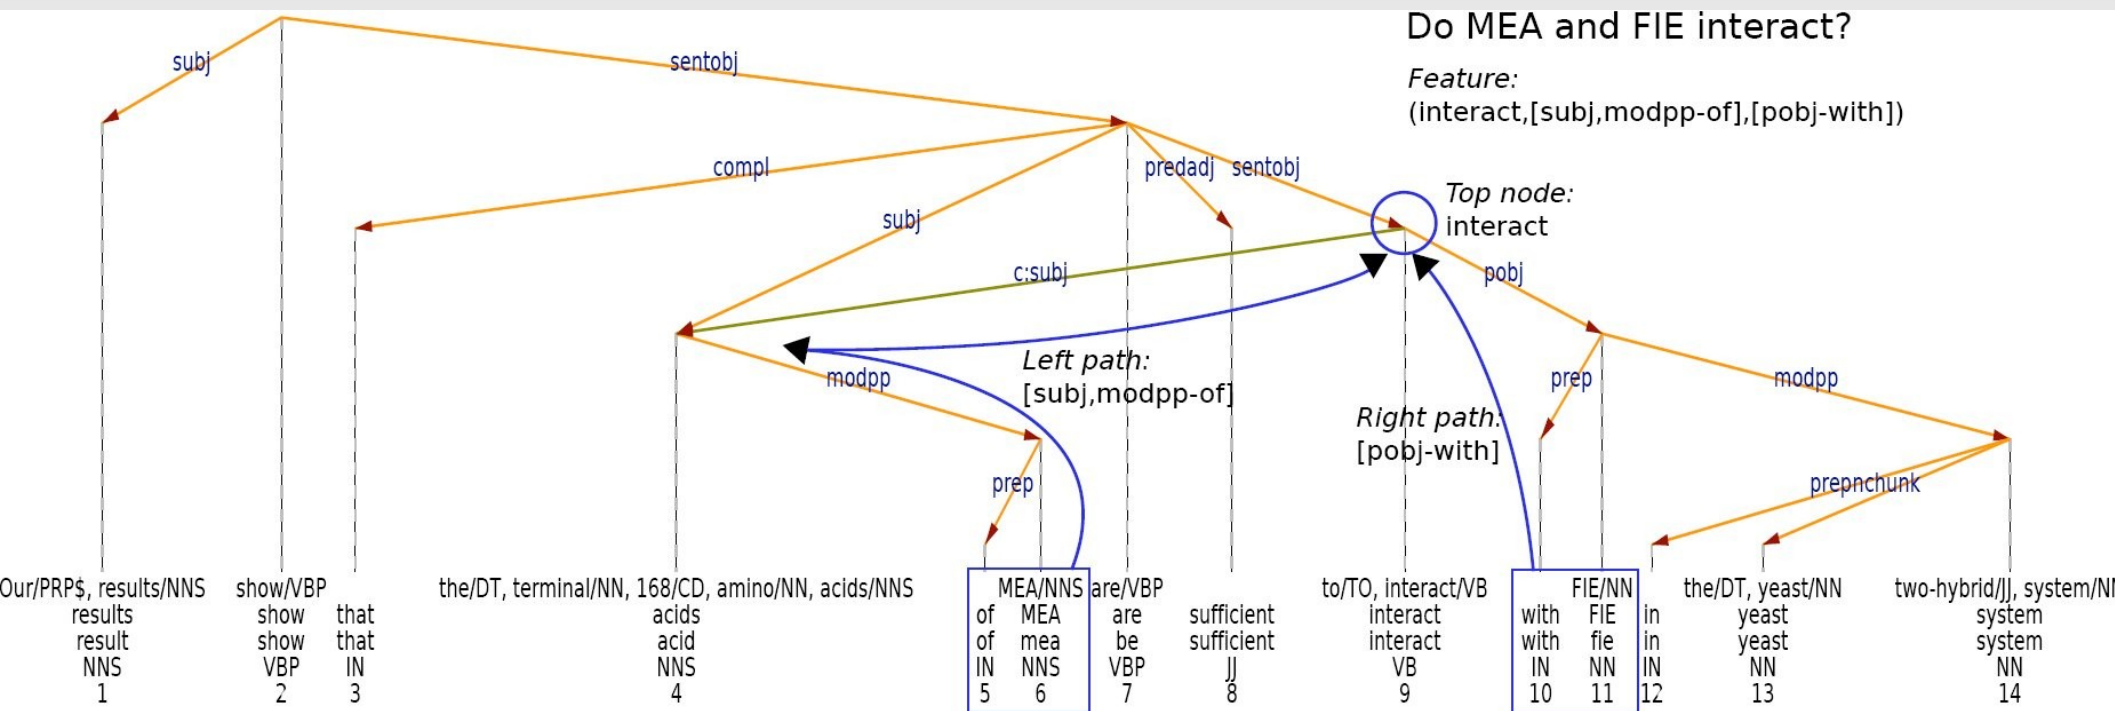 Do MEA and FIE interact?
Feature:
(interact,[subj,modpp-of],[pobj-with])
subj
sentobj
compl
subj
predadj
sentobj
Top node:
interact
c:subj
pobj
Left path:
[subj,modpp-of]
modpp
prep
modpp
Right path:
[pobj-with]
prep
prepnchunk
Our/PRP$, results/NNS show/VBP the/DT, terminal/NN, 168/CD, amino/NN, acids/NNS MEA/NNS are/VBP to/TO, interact/VB FIE/NN the/DT, yeast/NN two-hybrid/JJ, system/NN
results show that acids of MEA are sufficient interact with FIE in yeast system
result show that acid of mea be sufficient interact with fie in yeast system
NNS VBP IN NNS IN NNS VBP JJ VB IN NN IN NN NN
1 2 3 4 5 6 7 8 9 10 11 12 13 14